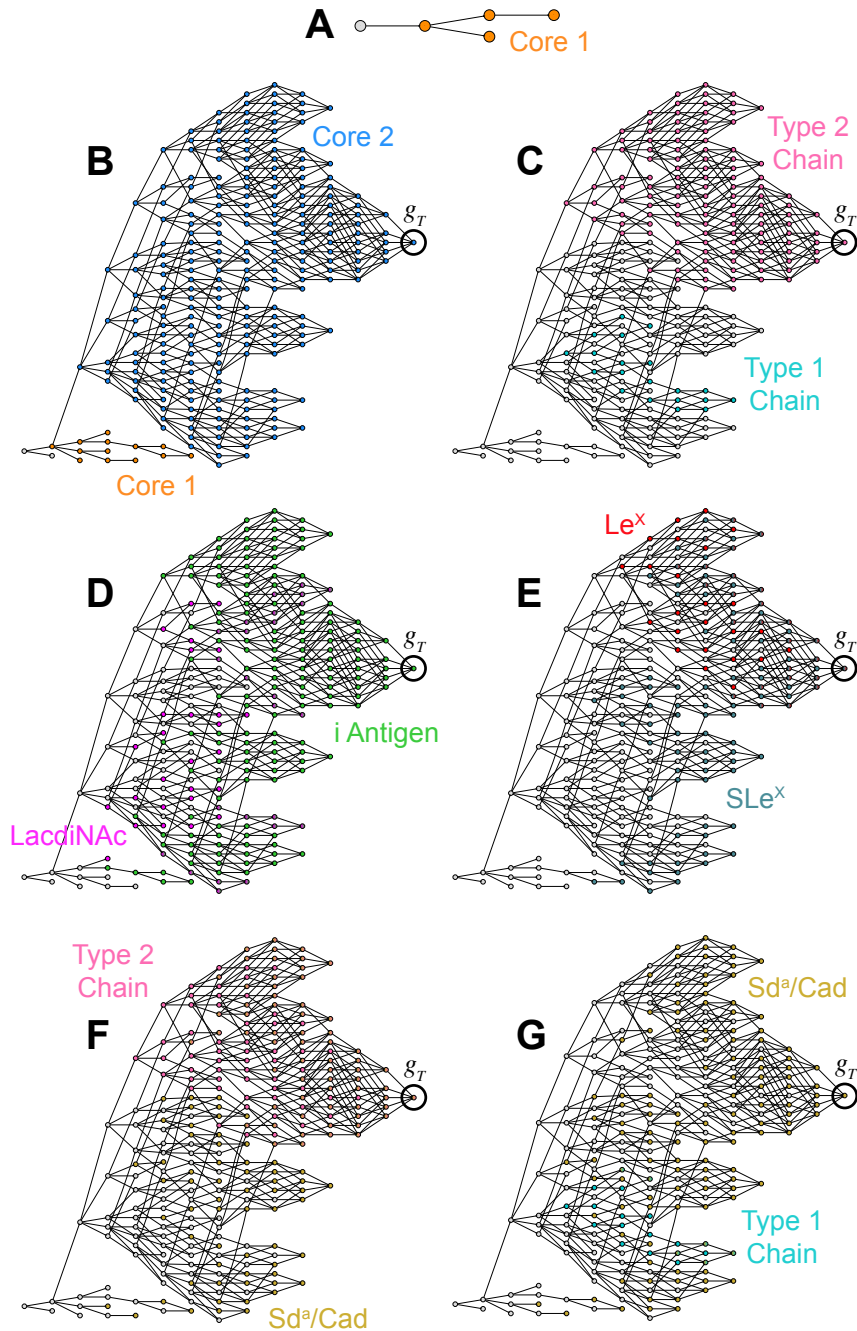 A
Core 1
B
Core 2
g_T
Core 1
C
Type 2
Chain
g_T
Type 1
Chain
D
g_T
i Antigen
LacdiNAc
E
Le^X
g_T
SLe^X
Type 2
Chain
F
g_T
Sd^a/Cad
G
Sd^a/Cad
g_T
Type 1
Chain